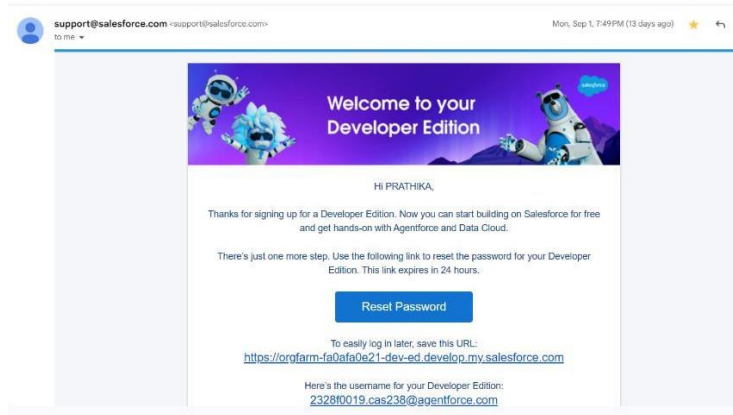 support@salesforce.com <support@salesforce.com>
Mon, Sep 1, 7:49 PM (13 days ago)
to me
salesforce
Welcome to your
Developer Edition
Hi PRATHIKA,
Thanks for signing up for a Developer Edition. Now you can start building on Salesforce for free
and get hands-on with Agentforce and Data Cloud.
There's just one more step. Use the following link to reset the password for your Developer
Edition. This link expires in 24 hours.
Reset Password
To easily log in later, save this URL:
https://orgfarm-fa0afa0e21-dev-ed.develop.my.salesforce.com
Here's the username for your Developer Edition:
2328f0019.cas238@agentforce.com